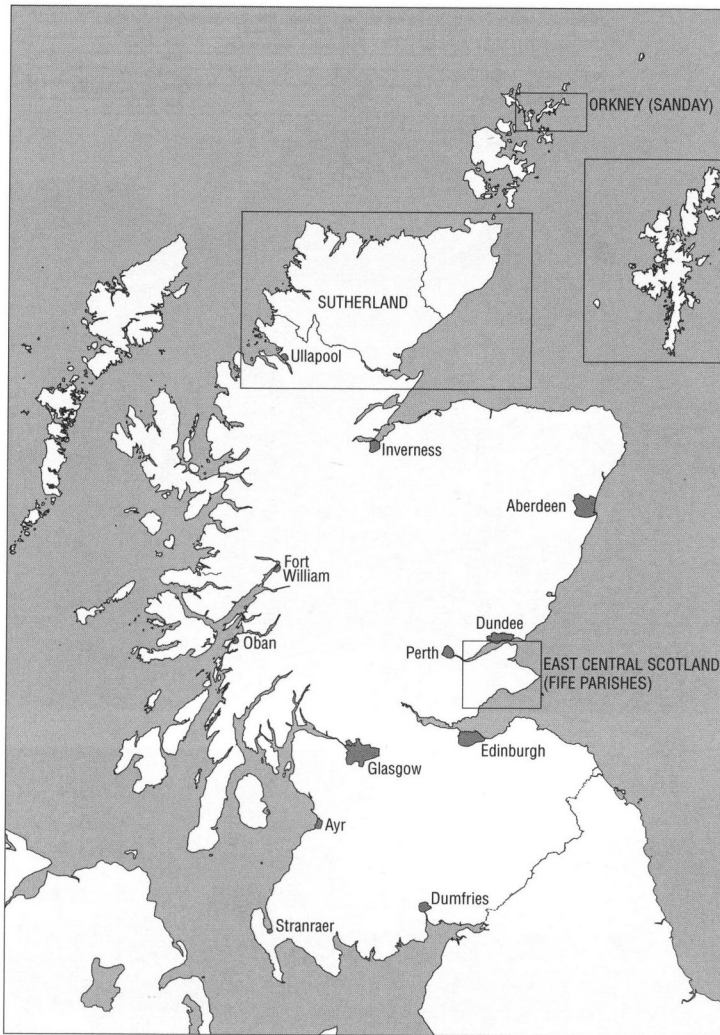 ORKNEY (SANDAY)
SUTHERLAND
Ullapool
Inverness
Aberdeen
Fort
William
Dundee
Oban
Perth
EAST CENTRAL SCOTLAND
(FIFE PARISHES)
Edinburgh
Glasgow
Ayr
Dumfries
Stranraer